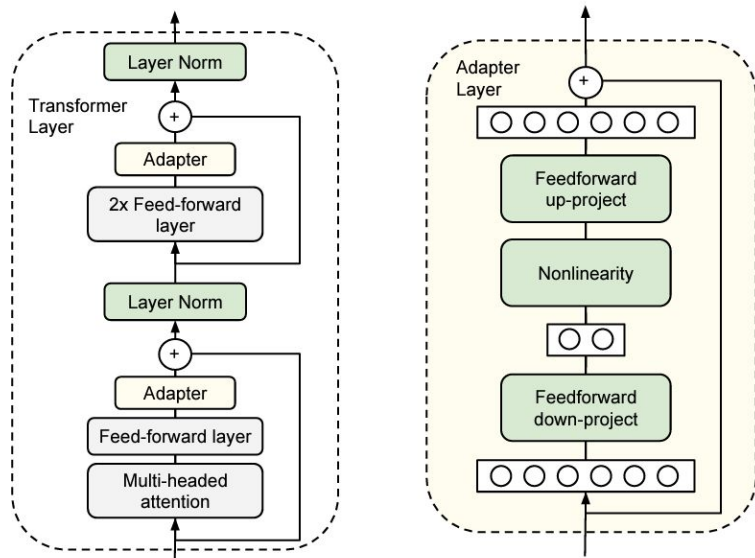 Layer Norm
Transformer
Layer
+
Adapter
2x Feed-forward
layer
Layer Norm
+
Adapter
Feed-forward layer
Multi-headed
attention
Adapter
Layer
+
Feedforward
up-project
Nonlinearity
Feedforward
down-project